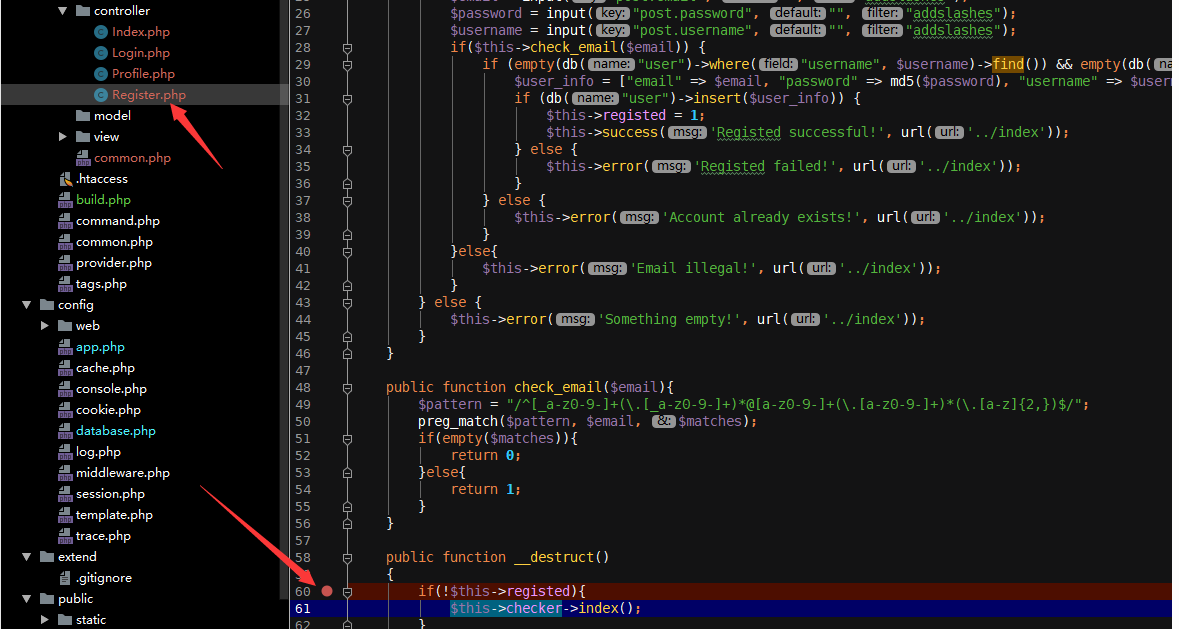 controller
Index.php
Login.php
Profile.php
Register.php
model
view
common.php
.htaccess
build.php
command.php
common.php
provider.php
tags.php
config
web
app.php
cache.php
console.php
cookie.php
database.php
log.php
middleware.php
session.php
template.php
trace.php
extend
.gitignore
public
static
26 $password = input( key: "post.password", default: "", filter: "addslashes");
27 $username = input( key: "post.username", default: "", filter: "addslashes");
28 if($this->check_email($email)) {
29 if (empty(db( name: "user")->where( field: "username", $username)->find()) && empty(db(
30 $user_info = ["email" => $email, "password" => md5($password), "username" =>
31 if (db( name: "user")->insert($user_info)) {
32 $this->registed = 1;
33 $this->success( msg: 'Registed successful!', url( url: '../index'));
34 } else {
35 $this->error( msg: 'Registed failed!', url( url: '../index'));
36 }
37 } else {
38 $this->error( msg: 'Account already exists!', url( url: '../index'));
39 }
40 }else{
41 $this->error( msg: 'Email illegal!', url( url: '../index'));
42 }
43 } else {
44 $this->error( msg: 'Something empty!', url( url: '../index'));
45 }
46 }
47
48 public function check_email($email){
49 $pattern = "/^[_a-z0-9-]+(\.[_a-z0-9-]+)*@[a-z0-9-]+(\.[a-z0-9-]+)*(\.[a-z]{2,})$/";
50 preg_match($pattern, $email, &: $matches);
51 if(empty($matches)){
52 return 0;
53 }else{
54 return 1;
55 }
56 }
57
58 public function __destruct()
{
60 if(!$this->registed){
61 $this->checker->index();
62 }